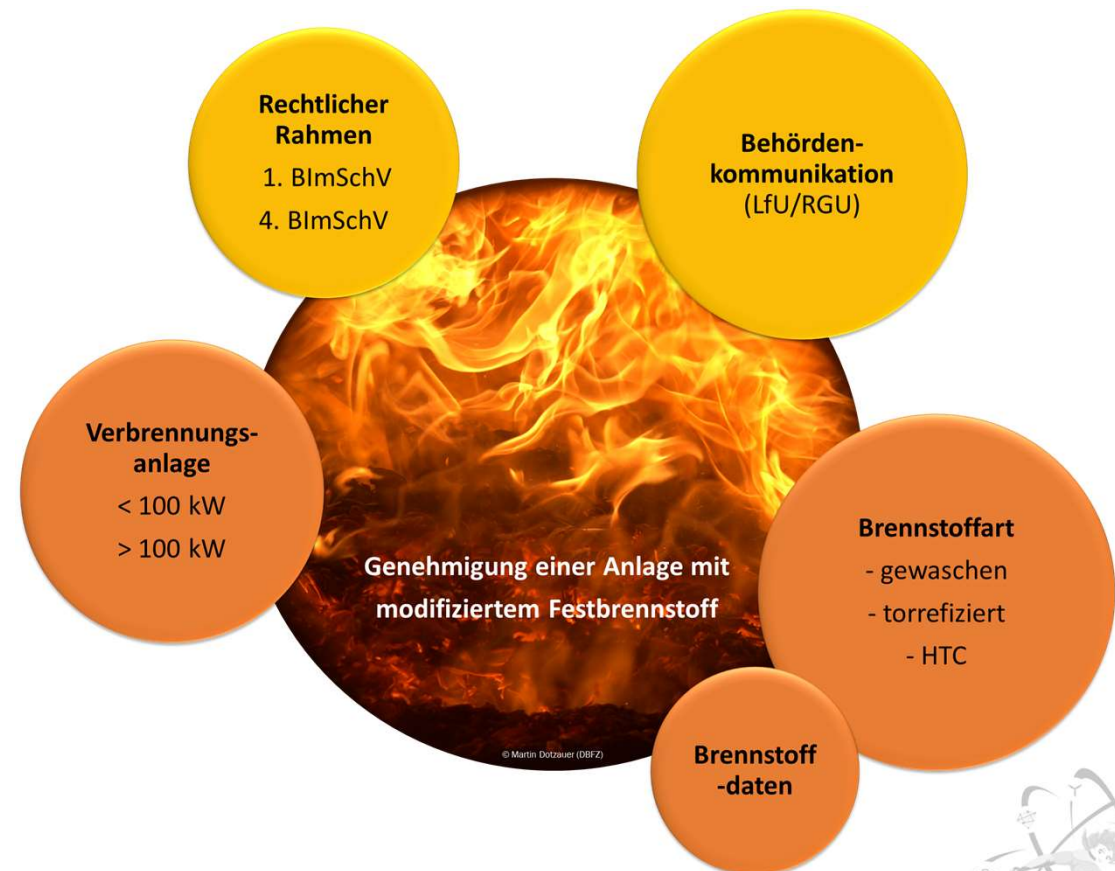 Rechtlicher
Rahmen
1. BImSchV
4. BImSchV
Behörden-
kommunikation
(LfU/RGU)
Verbrennungs-
anlage
< 100 kW
> 100 kW
Genehmigung einer Anlage mit
modifiziertem Festbrennstoff
Brennstoffart
- gewaschen
- torrefiziert
- HTC
Brennstoff
-daten
© Martin Dotzauer (DBFZ)